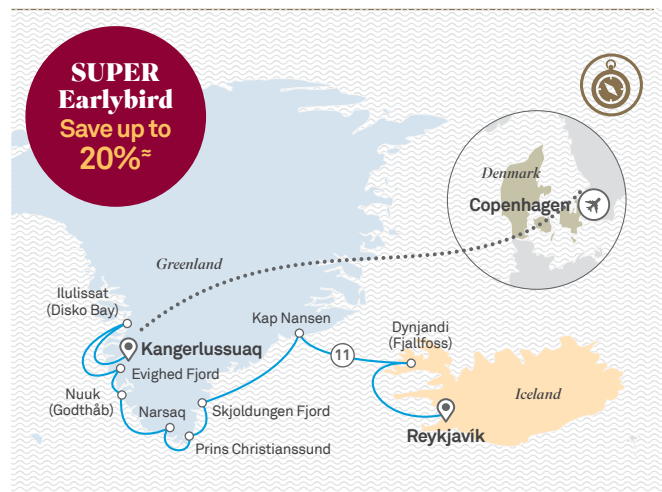 SUPER
Earlybird
Save up to
20%≈
Denmark
Copenhagen
Greenland
Ilulissat
(Disko Bay)
Kap Nansen
Kangerlussuaq
11
Dynjandi
(Fjallfoss)
Evighed Fjord
Nuuk
(Godthåb)
Narsaq
Skjoldungen Fjord
Iceland
Reykjavík
Prins Christianssund